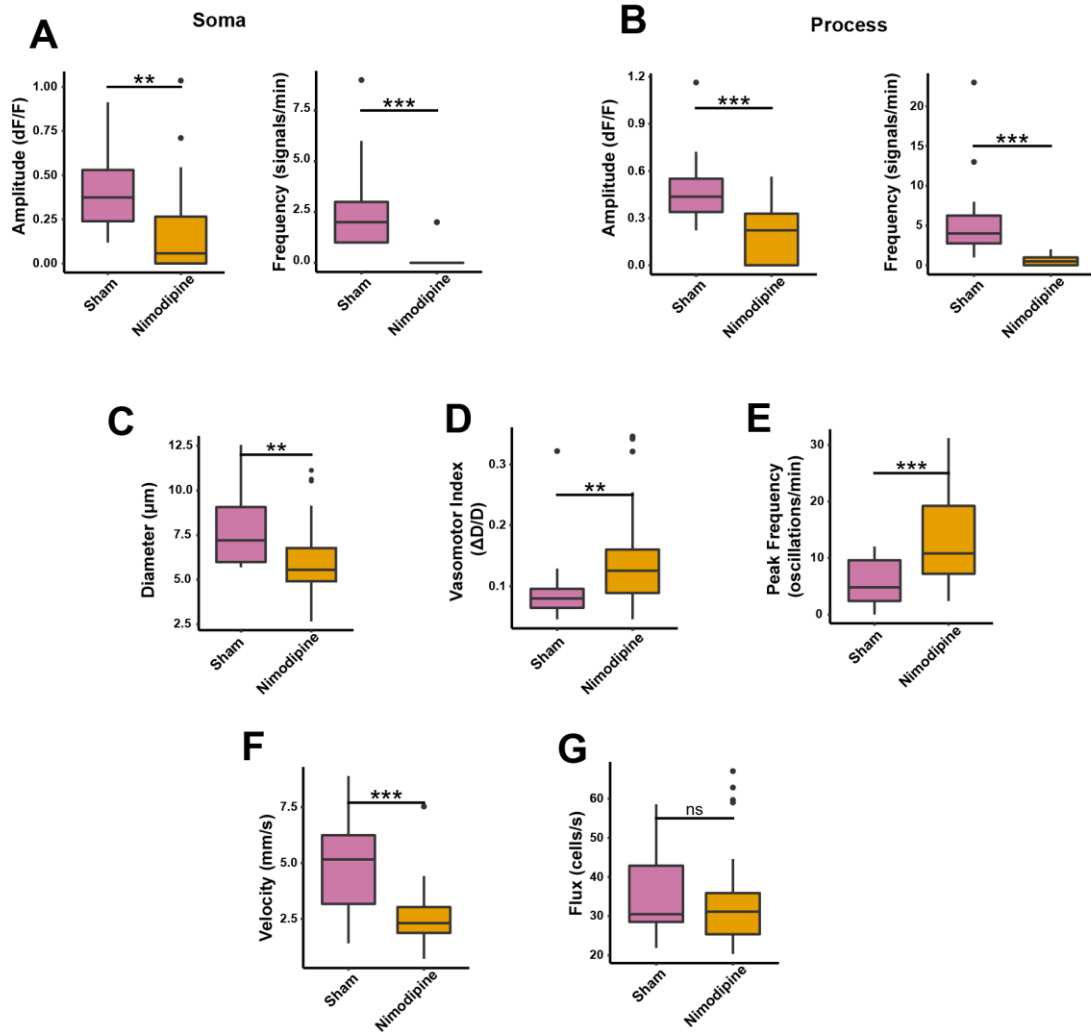 Soma
Process
A
Amplitude (dF/F)
1.00
0.75
0.50
0.25
0.00
**
Sham
Nimodipine
Frequency (signals/min)
7.5
5.0
2.5
0.0
***
Sham
Nimodipine
B
Amplitude (dF/F)
1.2
0.9
0.6
0.3
0.0
***
Sham
Nimodipine
Frequency (signals/min)
20
15
10
5
0
***
Sham
Nimodipine
C
Diameter (µm)
12.5
10.0
7.5
5.0
2.5
**
Sham
Nimodipine
D
Vasomotor Index
(ΔD/D)
0.3
0.2
0.1
**
Sham
Nimodipine
E
Peak Frequency
(oscillations/min)
30
20
10
0
***
Sham
Nimodipine
F
Velocity (mm/s)
7.5
5.0
2.5
***
Sham
Nimodipine
G
Flux (cells/s)
60
50
40
30
20
ns
Sham
Nimodipine